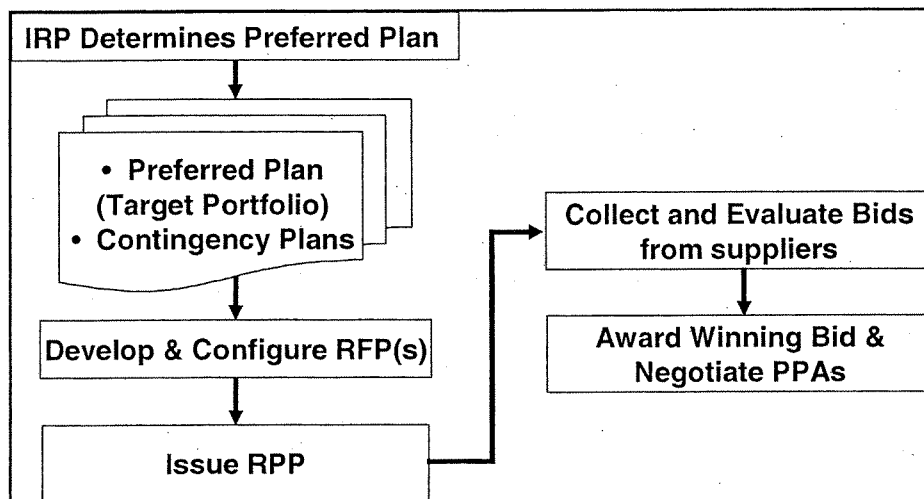 IRP Determines Preferred Plan
• Preferred Plan
(Target Portfolio)
• Contingency Plans
Develop & Configure RFP(s)
Issue RPP
Collect and Evaluate Bids
from suppliers
Award Winning Bid &
Negotiate PPAs